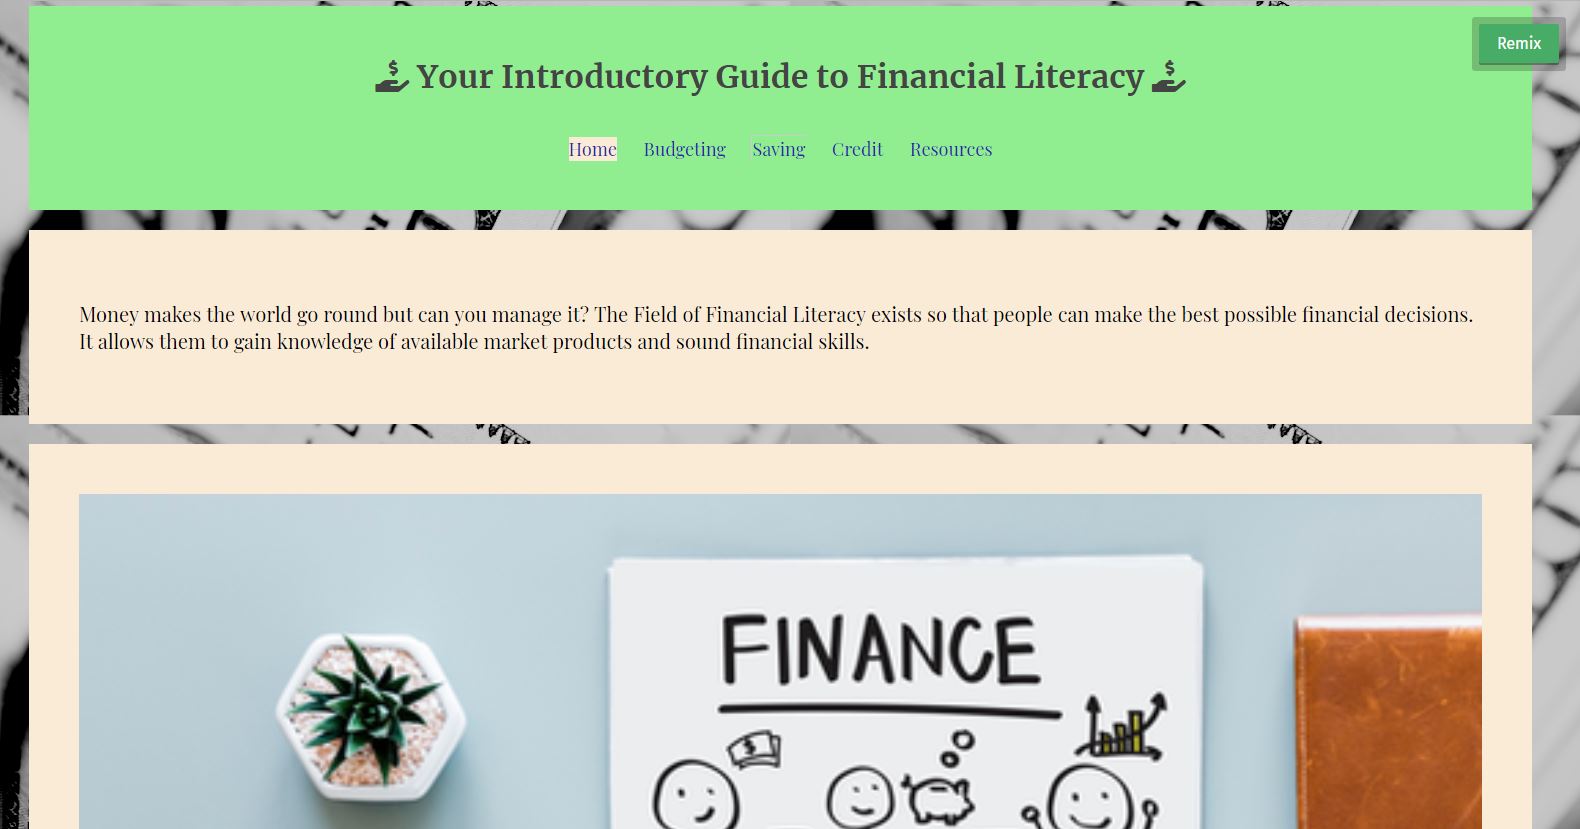 Remix
Your Introductory Guide to Financial Literacy
Home Budgeting Saving Credit Resources
Money makes the world go round but can you manage it? The Field of Financial Literacy exists so that people can make the best possible financial decisions.
It allows them to gain knowledge of available market products and sound financial skills.
FINANCE